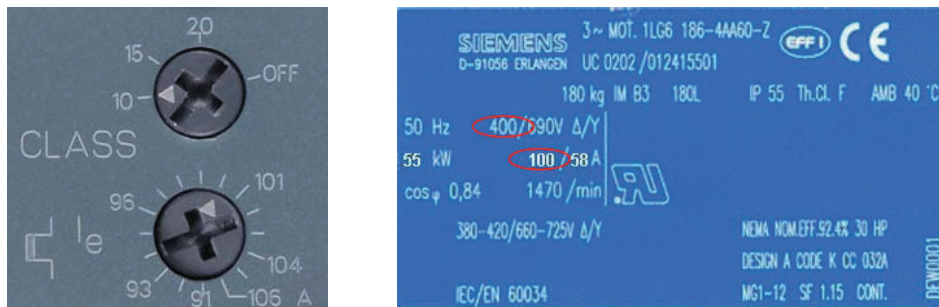 20
15
OFF
10
CLASS
101
96
Ie
104
93
91
106 A
SIEMENS
3~ MOT. 1LG6 186-4AA60-Z
EFF I
CE
D-91056 ERLANGEN
UC 0202 /012415501
180 kg IM B3 180L IP 55 Th.Cl. F AMB 40 °C
50 Hz 400/690V Δ/Y
55 kW 100/58 A
cosφ 0,84 1470/min
380-420/660-725V Δ/Y
NEMA NOM.EFF.92.4% 30 HP
DESIGN A CODE K CC 032A
IEC/EN 60034
MG1-12 SF 1.15 CONT.
DEW0001